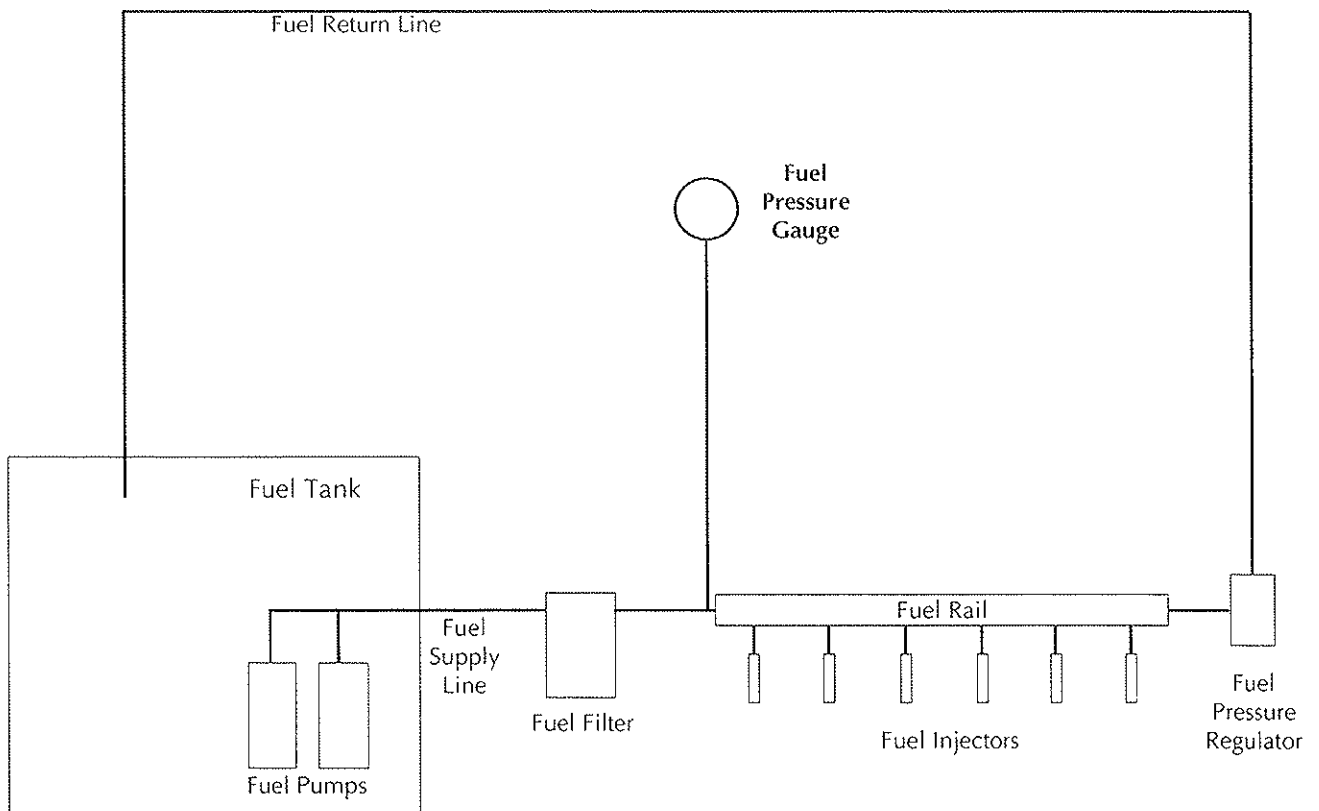 Fuel Return Line
Fuel
Pressure
Gauge
Fuel Tank
Fuel Rail
Fuel
Supply
Line
Fuel Filter
Fuel Injectors
Fuel
Pressure
Regulator
Fuel Pumps